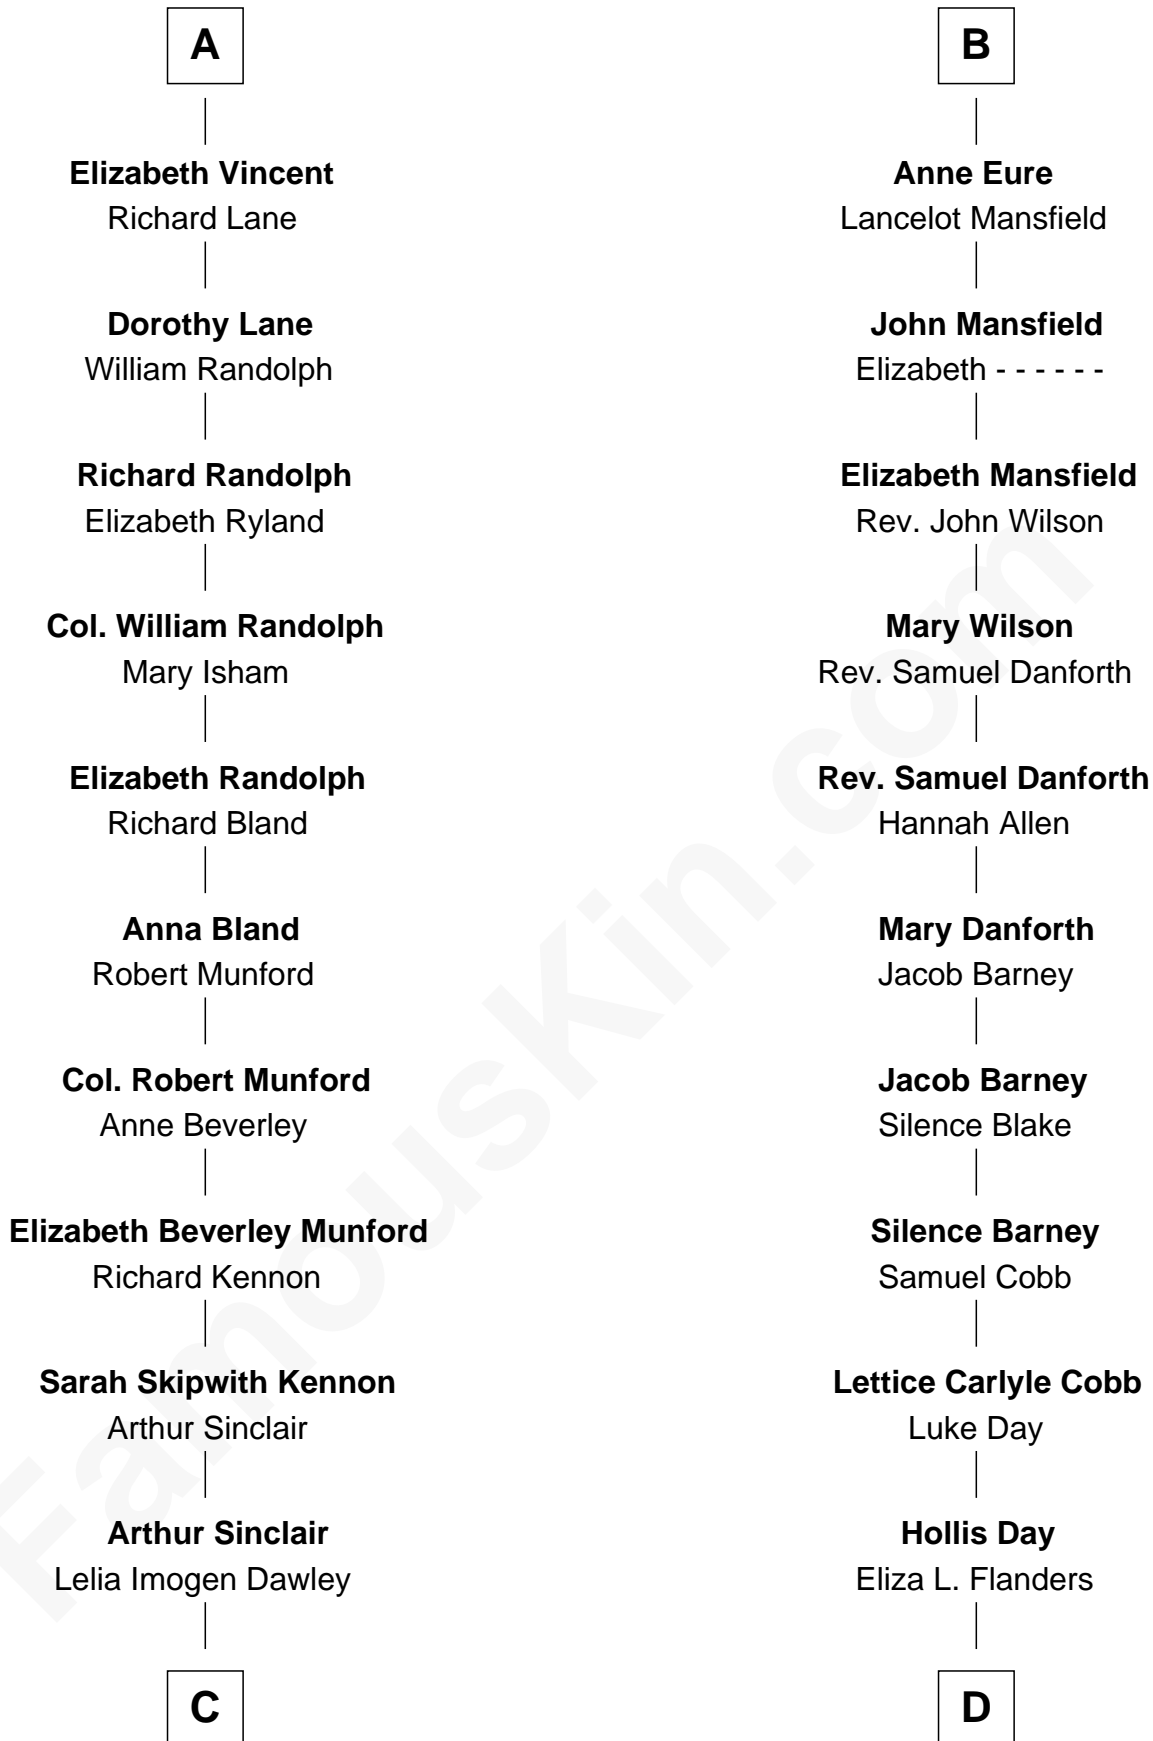 A
Elizabeth Vincent
Richard Lane
Dorothy Lane
William Randolph
Richard Randolph
Elizabeth Ryland
Col. William Randolph
Mary Isham
Elizabeth Randolph
Richard Bland
Anna Bland
Robert Munford
Col. Robert Munford
Anne Beverley
Elizabeth Beverley Munford
Richard Kennon
Sarah Skipwith Kennon
Arthur Sinclair
Arthur Sinclair
Lelia Imogen Dawley
C
B
Anne Eure
Lancelot Mansfield
John Mansfield
Elizabeth - - - - - -
Elizabeth Mansfield
Rev. John Wilson
Mary Wilson
Rev. Samuel Danforth
Rev. Samuel Danforth
Hannah Allen
Mary Danforth
Jacob Barney
Jacob Barney
Silence Blake
Silence Barney
Samuel Cobb
Lettice Carlyle Cobb
Luke Day
Hollis Day
Eliza L. Flanders
D
FamousKin.com